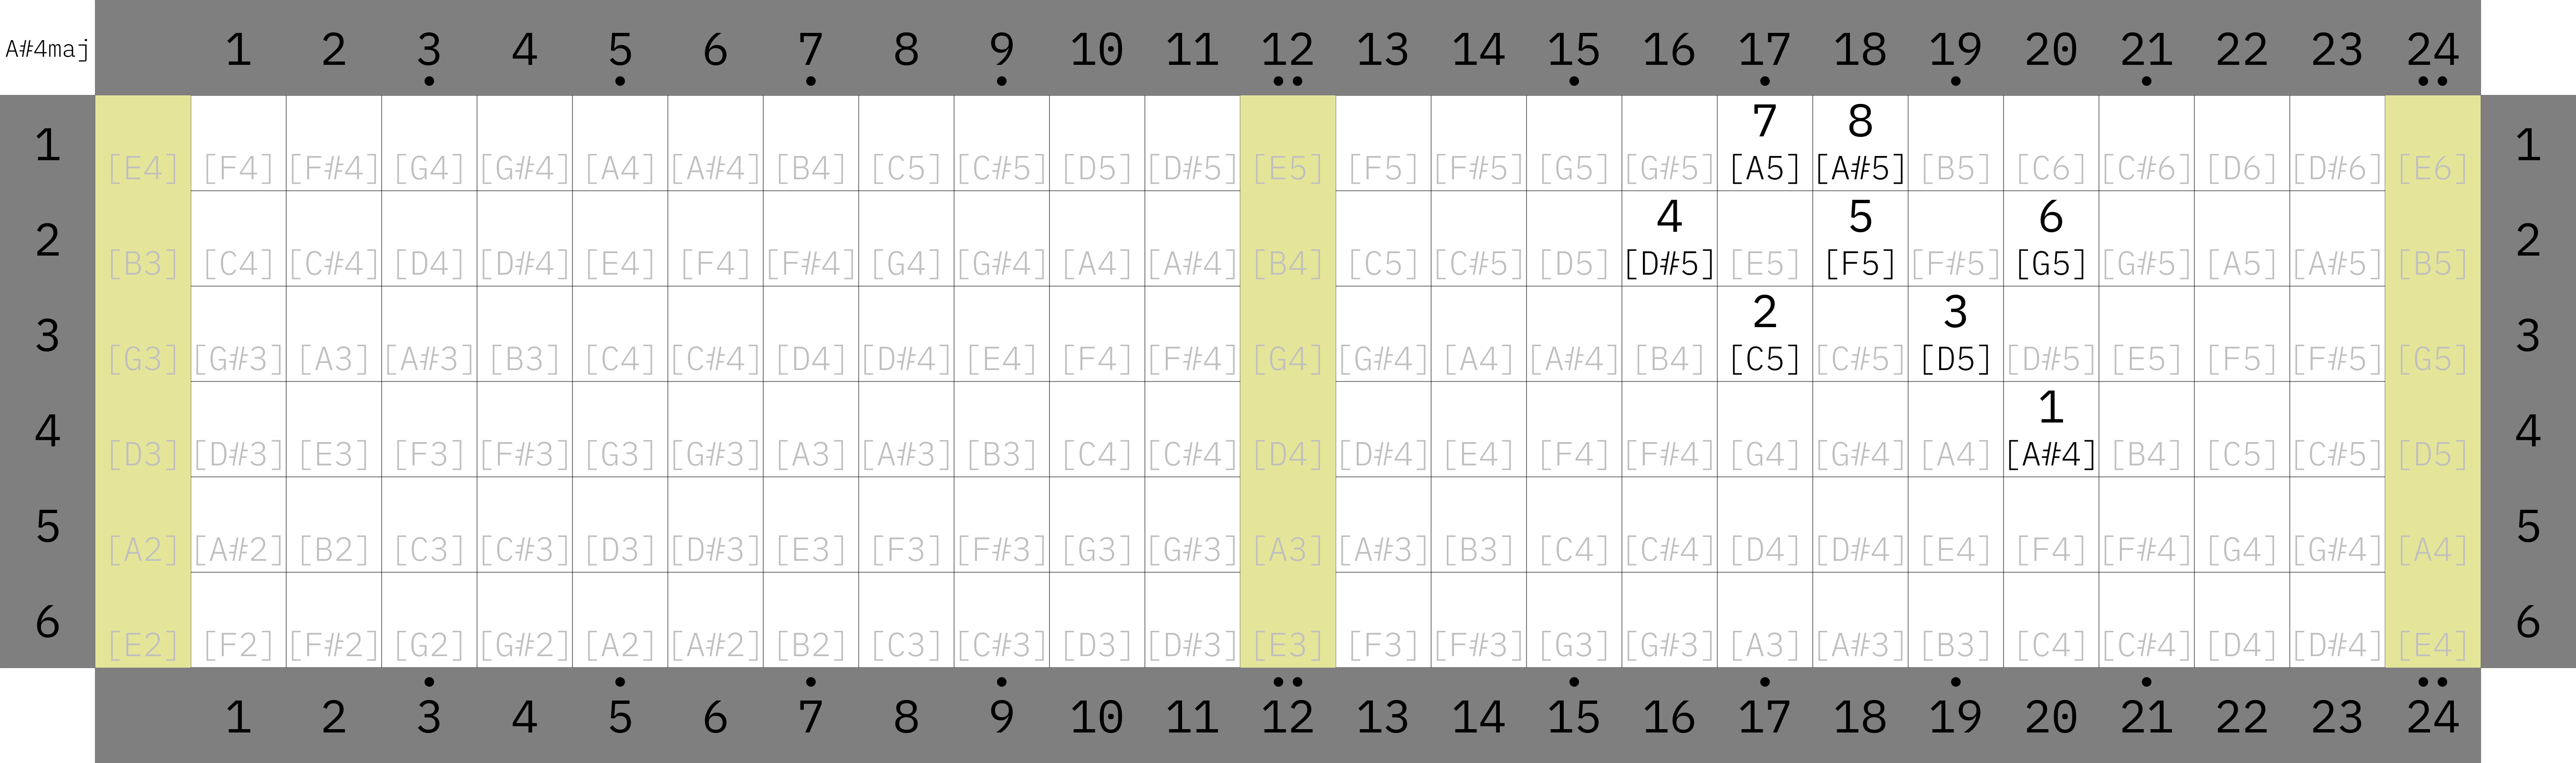 A#4maj 1 2 3 4 5 6 7 8 9 10 11 12 13 14 15 16 17 18 19 20 21 22 23 24
7 8
1 [E4] [F4] [F#4] [G4] [G#4] [A4] [A#4] [B4] [C5] [C#5] [D5] [D#5] [E5] [F5] [F#5] [G5] [G#5] [A5] [A#5] [B5] [C6] [C#6] [D6] [D#6] [E6] 1
4 5 6
2 [B3] [C4] [C#4] [D4] [D#4] [E4] [F4] [F#4] [G4] [G#4] [A4] [A#4] [B4] [C5] [C#5] [D5] [D#5] [E5] [F5] [F#5] [G5] [G#5] [A5] [A#5] [B5] 2
2 3
3 [G3] [G#3] [A3] [A#3] [B3] [C4] [C#4] [D4] [D#4] [E4] [F4] [F#4] [G4] [G#4] [A4] [A#4] [B4] [C5] [C#5] [D5] [D#5] [E5] [F5] [F#5] [G5] 3
1
4 [D3] [D#3] [E3] [F3] [F#3] [G3] [G#3] [A3] [A#3] [B3] [C4] [C#4] [D4] [D#4] [E4] [F4] [F#4] [G4] [G#4] [A4] [A#4] [B4] [C5] [C#5] [D5] 4
5 [A2] [A#2] [B2] [C3] [C#3] [D3] [D#3] [E3] [F3] [F#3] [G3] [G#3] [A3] [A#3] [B3] [C4] [C#4] [D4] [D#4] [E4] [F4] [F#4] [G4] [G#4] [A4] 5
6 [E2] [F2] [F#2] [G2] [G#2] [A2] [A#2] [B2] [C3] [C#3] [D3] [D#3] [E3] [F3] [F#3] [G3] [G#3] [A3] [A#3] [B3] [C4] [C#4] [D4] [D#4] [E4] 6
1 2 3 4 5 6 7 8 9 10 11 12 13 14 15 16 17 18 19 20 21 22 23 24